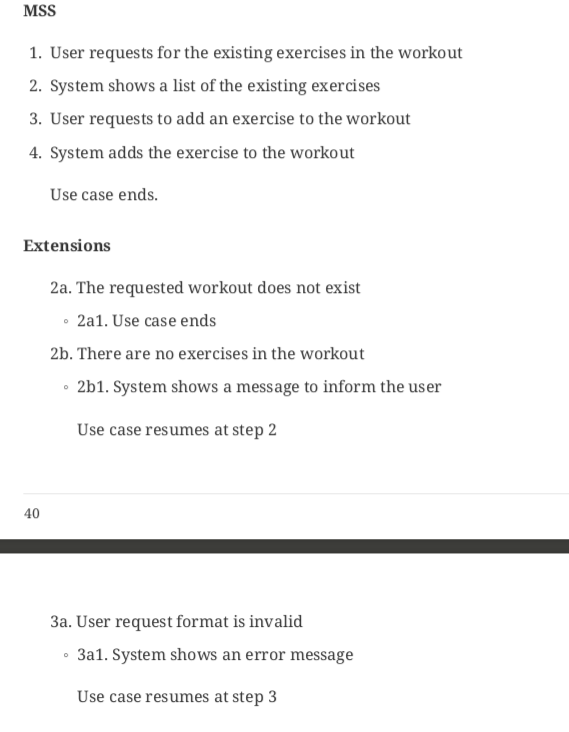 MSS
1. User requests for the existing exercises in the workout
2. System shows a list of the existing exercises
3. User requests to add an exercise to the workout
4. System adds the exercise to the workout
Use case ends.
Extensions
2a. The requested workout does not exist
◦ 2a1. Use case ends
2b. There are no exercises in the workout
◦ 2b1. System shows a message to inform the user
Use case resumes at step 2
40
3a. User request format is invalid
◦ 3a1. System shows an error message
Use case resumes at step 3